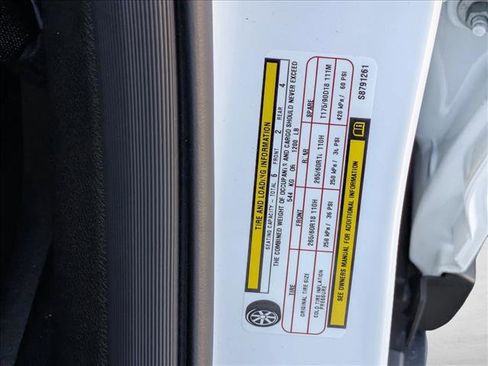 TIRE AND LOADING INFORMATION
SEATING CAPACITY - TOTAL 6 FRONT 2 REAR 4
THE COMBINED WEIGHT OF OCCUPANTS AND CARGO SHOULD NEVER EXCEED
544 KG OR 1200 LB
TIRE FRONT SPARE
ORIGINAL TIRE SIZE 265/60R18 110H 265/60R18 110H T175/90D18 111M
COLD TIRE INFLATION PRESSURE 250 kPa/ 36 PSI 250 kPa/ 36 PSI 420 kPa/ 60 PSI
SEE OWNERS MANUAL FOR ADDITIONAL INFORMATION
S8791261